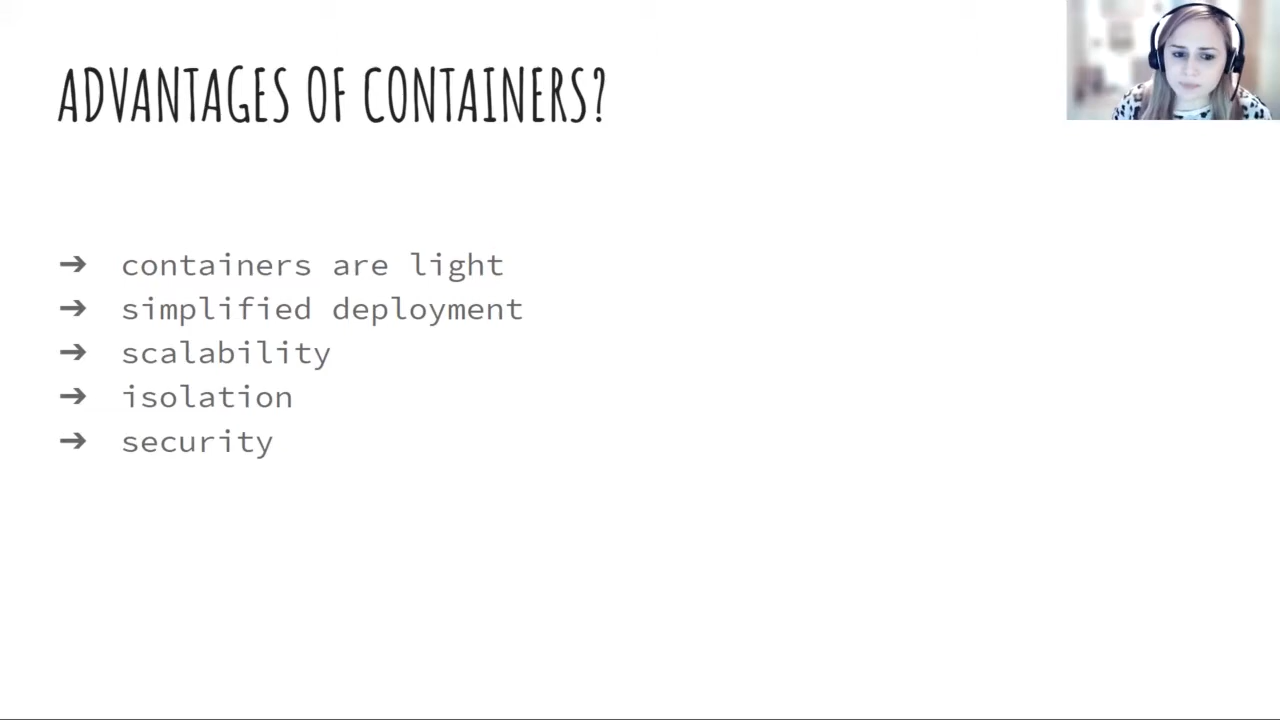 ADVANTAGES OF CONTAINERS?
➔ containers are light
➔ simplified deployment
➔ scalability
➔ isolation
➔ security